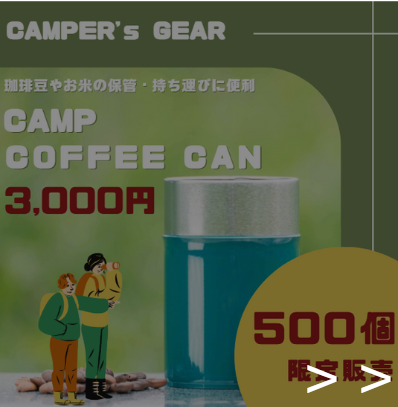 CAMPER's GEAR
珈琲豆やお米の保管・持ち運びに便利
CAMP
COFFEE CAN
3,000円
500個
限定販売
>>